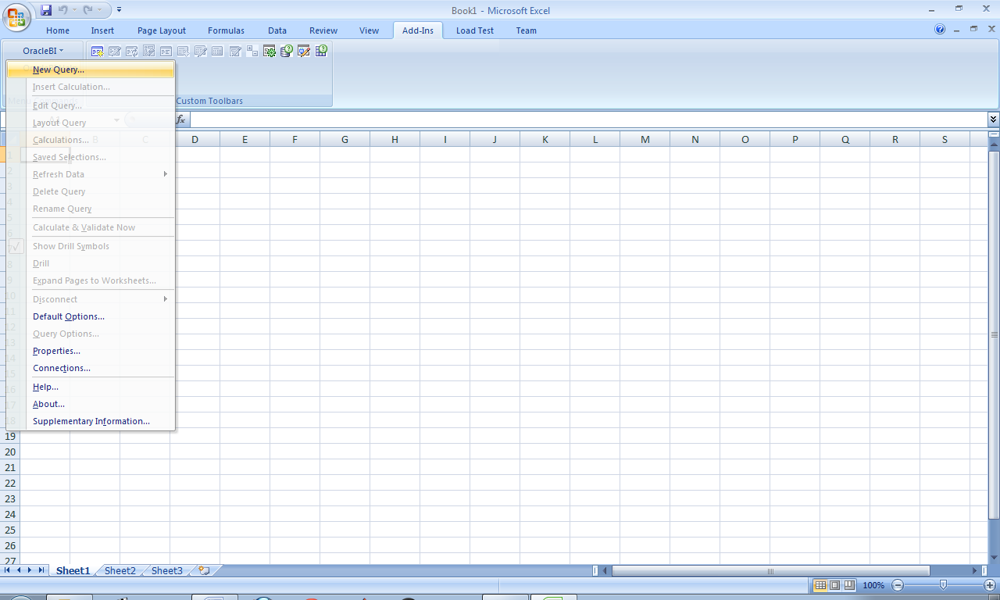 Book1 - Microsoft Excel
Home Insert Page Layout Formulas Data Review View Add-Ins Load Test Team
OracleBI
New Query...
Insert Calculation...
Custom Toolbars
Edit Query...
Layout Query
fx
Calculations...
D E F G H I J K L M N O P Q R S
Saved Selections...
Refresh Data
Delete Query
Rename Query
Calculate & Validate Now
Show Drill Symbols
Drill
Expand Pages to Worksheets...
Disconnect
Default Options...
Query Options...
Properties...
Connections...
Help...
About...
Supplementary Information...
19
20
21
22
23
24
25
26
27
Sheet1 Sheet2 Sheet3
100%